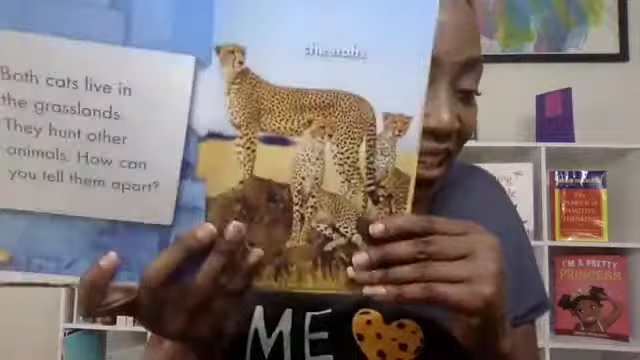 Both cats live in
the grasslands.
They hunt other
animals. How can
you tell them apart?
cheetahs
ME
THE
POWER OF
POSITIVE
THINKING
I'M A PRETTY
PRINCESS